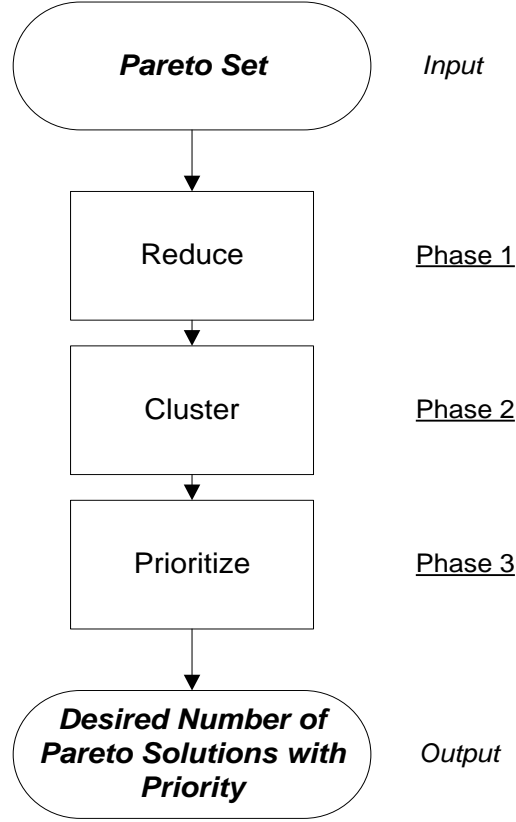 Pareto Set
Input
Reduce
Phase 1
Cluster
Phase 2
Prioritize
Phase 3
Desired Number of
Pareto Solutions with
Priority
Output